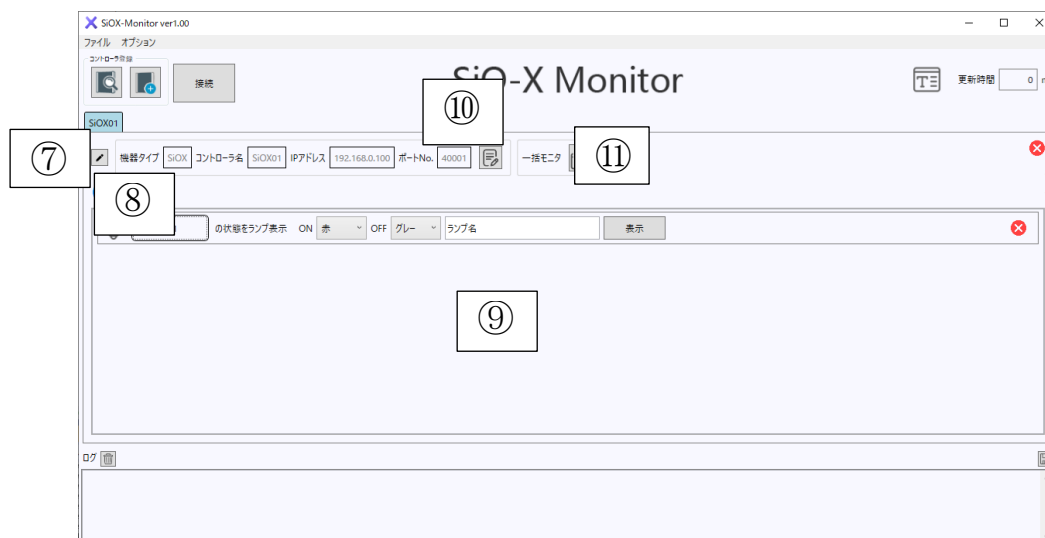 SiOX-Monitor ver1.00
ファイル オプション
コントローラ登録
接続
SiO-X Monitor
更新時間 0
⑩
SiOX01
⑦
機器タイプ SiOX コントローラ名 SiOX01 IPアドレス 192.168.0.100 ポートNo. 40001 一括モニタ
⑪
⑧
の状態をランプ表示 ON 赤 OFF グレー ランプ名 表示
⑨
ログ